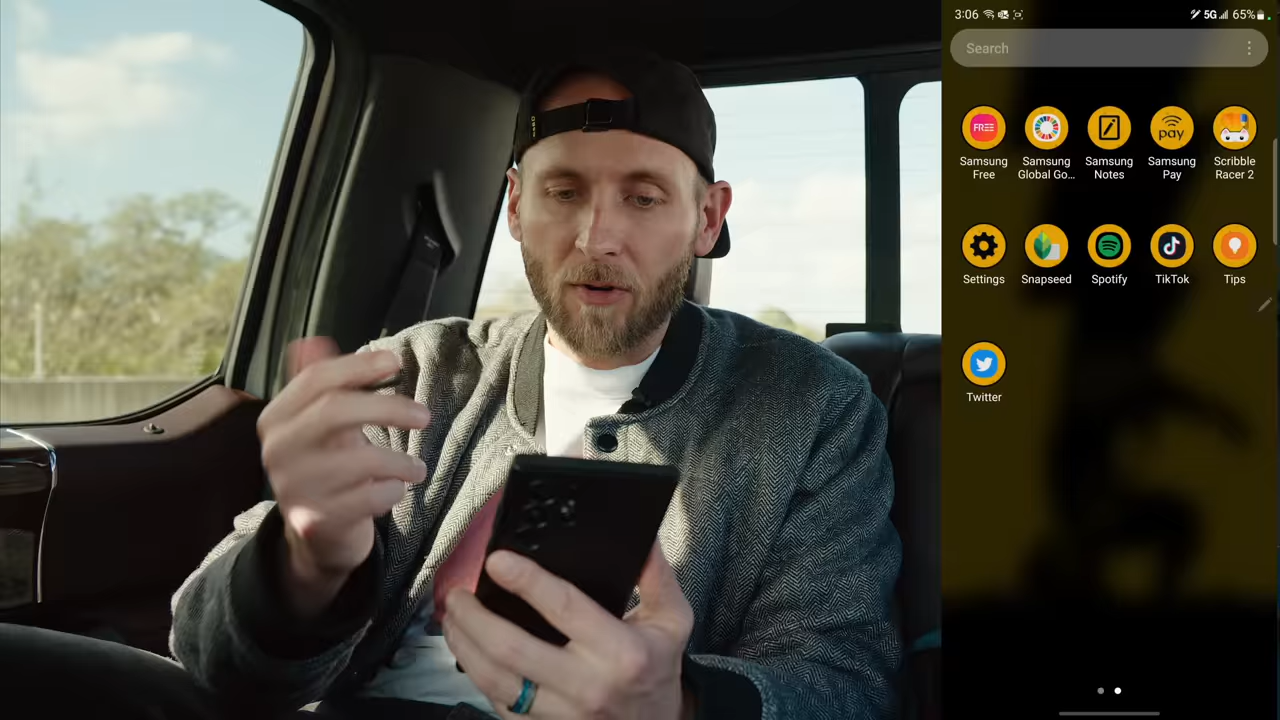 3:06
5G
65%
Search
FREE
pay
Samsung
Free
Samsung
Global Go...
Samsung
Notes
Samsung
Pay
Scribble
Racer 2
Settings
Snapseed
Spotify
TikTok
Tips
Twitter